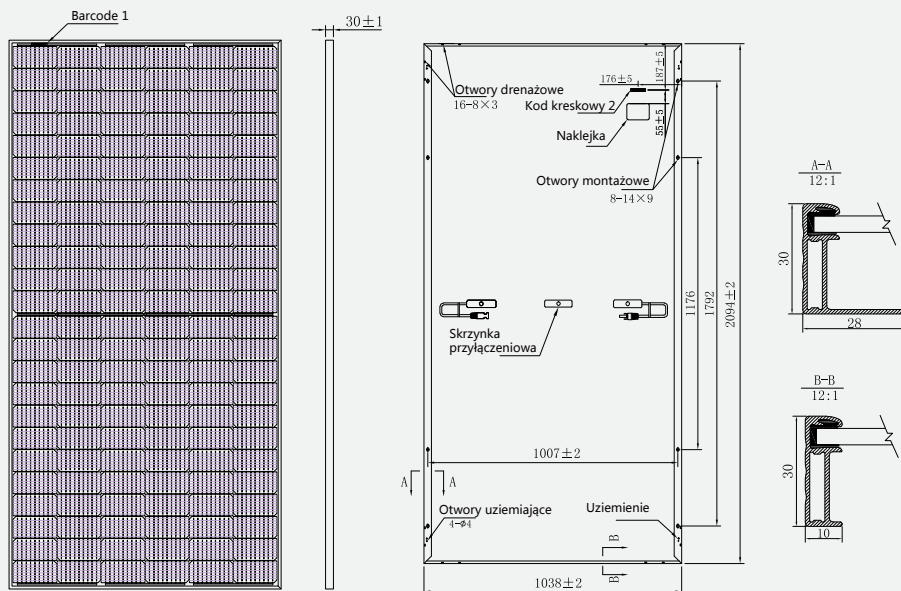 Barcode 1
30±1
Otwory drenażowe
16-8×3
176±5
187±5
Kod kreskowy 2
Naklejka
55±5
Otwory montażowe
8-14×9
A-A
12:1
30
28
Skrzynka
przyłączeniowa
1176
1792
2094±2
B-B
12:1
30
10
1007±2
A
A
Otwory uziemiające
4-ø4
Uziemienie
B
B
1038±2